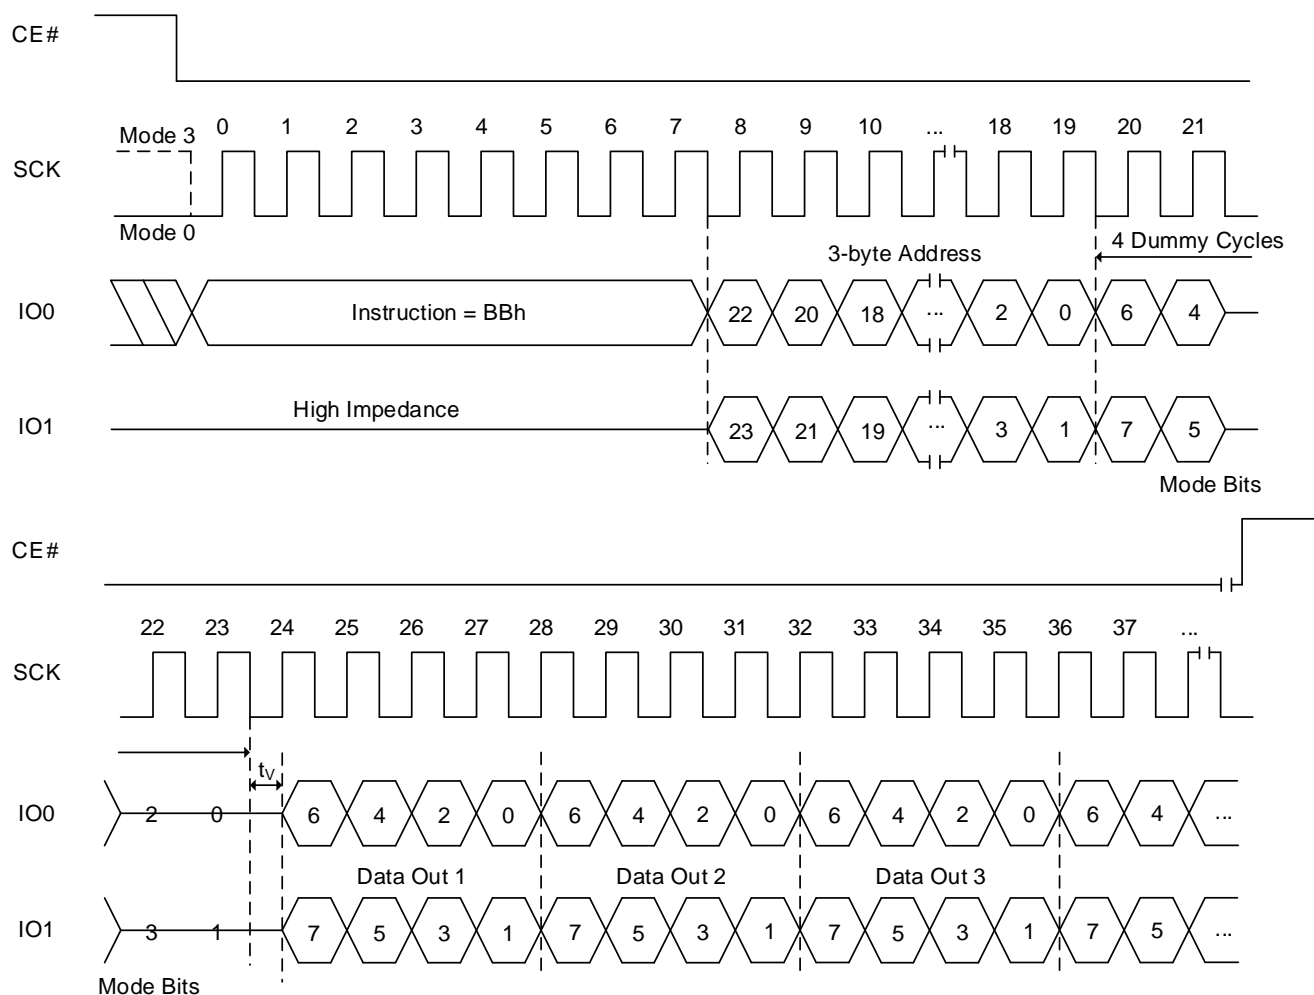 CE#
Mode 3 0 1 2 3 4 5 6 7 8 9 10 ... 18 19 20 21
SCK
Mode 0
3-byte Address 4 Dummy Cycles
IO0 Instruction = BBh 22 20 18 ... 2 0 6 4
High Impedance
IO1 23 21 19 ... 3 1 7 5
Mode Bits
CE#
22 23 24 25 26 27 28 29 30 31 32 33 34 35 36 37 ...
SCK
tV
IO0 2 0 6 4 2 0 6 4 2 0 6 4 2 0 6 4 ...
Data Out 1 Data Out 2 Data Out 3
IO1 3 1 7 5 3 1 7 5 3 1 7 5 3 1 7 5 ...
Mode Bits